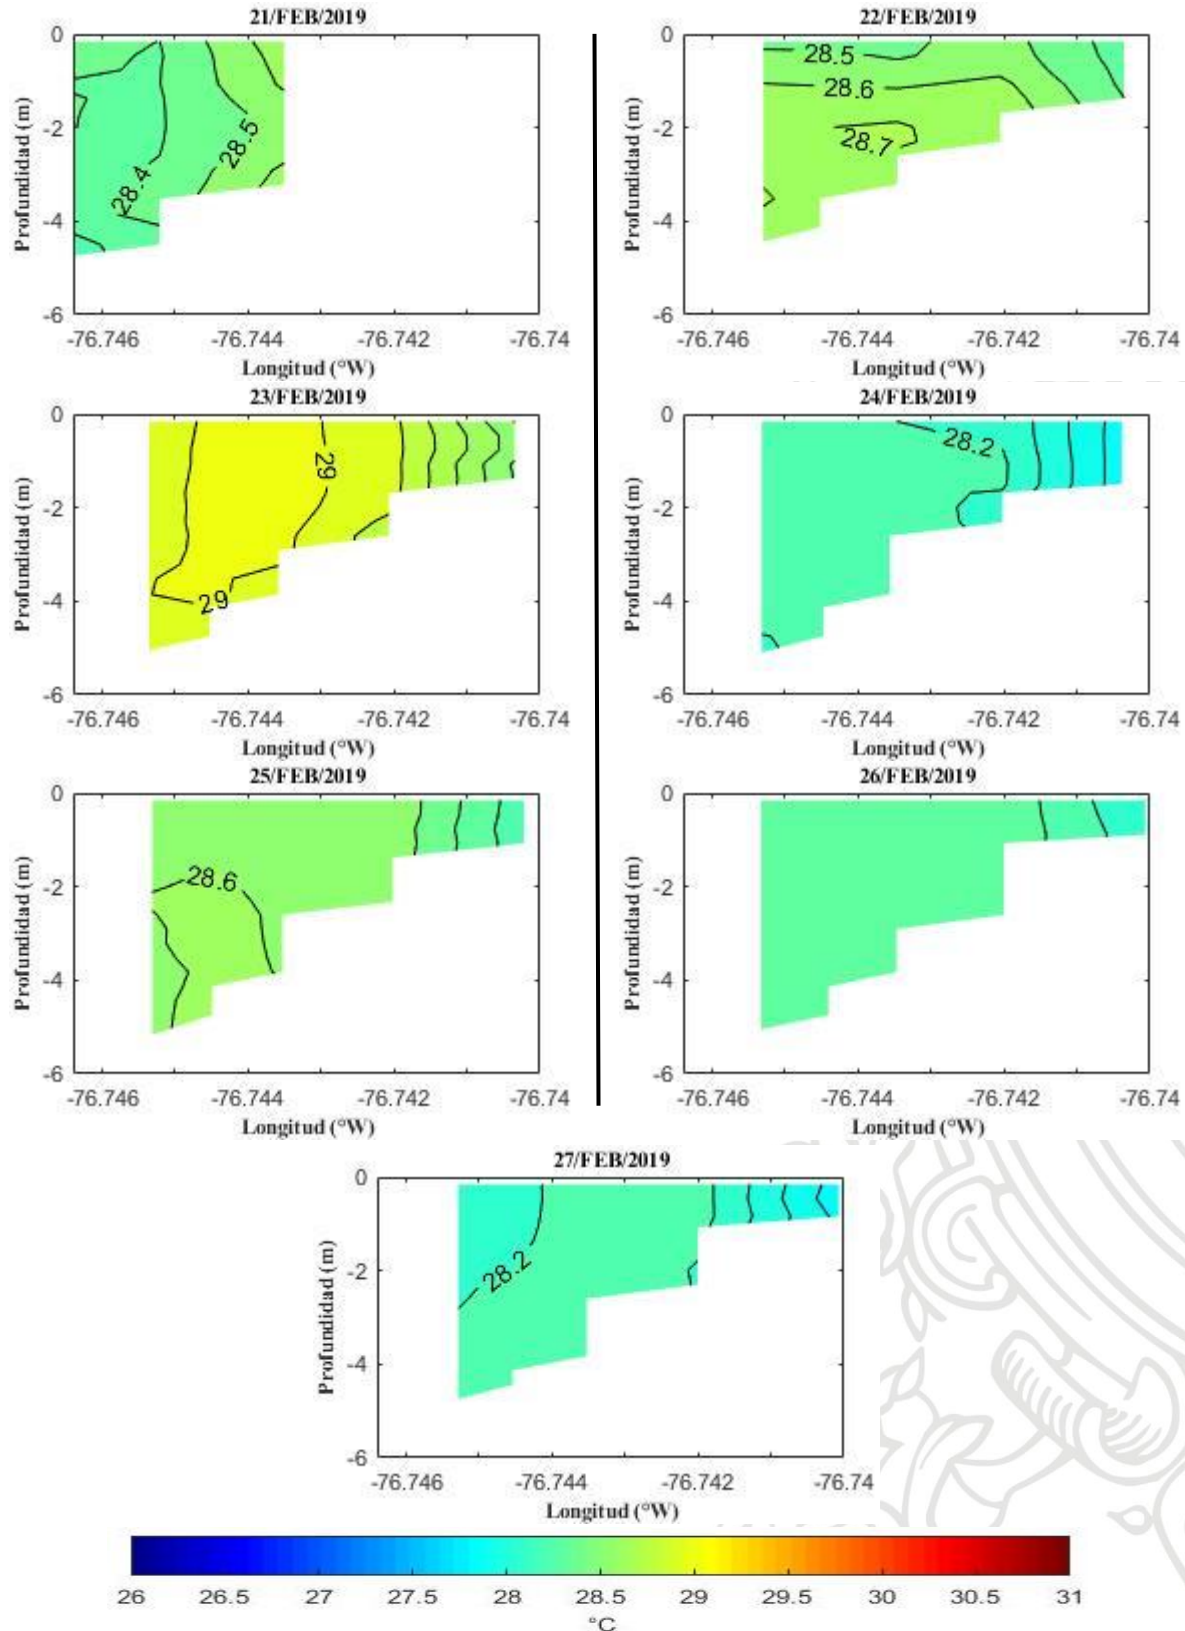 21/FEB/2019
0
-2
-4
-6
Profundidad (m)
28.4
28.5
-76.746 -76.744 -76.742 -76.74
Longitud (°W)
22/FEB/2019
0
-2
-4
-6
Profundidad (m)
28.5
28.6
28.7
-76.746 -76.744 -76.742 -76.74
Longitud (°W)
23/FEB/2019
0
-2
-4
-6
Profundidad (m)
29
29
-76.746 -76.744 -76.742 -76.74
Longitud (°W)
24/FEB/2019
0
-2
-4
-6
Profundidad (m)
28.2
-76.746 -76.744 -76.742 -76.74
Longitud (°W)
25/FEB/2019
0
-2
-4
-6
Profundidad (m)
28.6
-76.746 -76.744 -76.742 -76.74
Longitud (°W)
26/FEB/2019
0
-2
-4
-6
Profundidad (m)
-76.746 -76.744 -76.742 -76.74
Longitud (°W)
27/FEB/2019
0
-2
-4
-6
Profundidad (m)
28.2
-76.746 -76.744 -76.742 -76.74
Longitud (°W)
26 26.5 27 27.5 28 28.5 29 29.5 30 30.5 31
°C